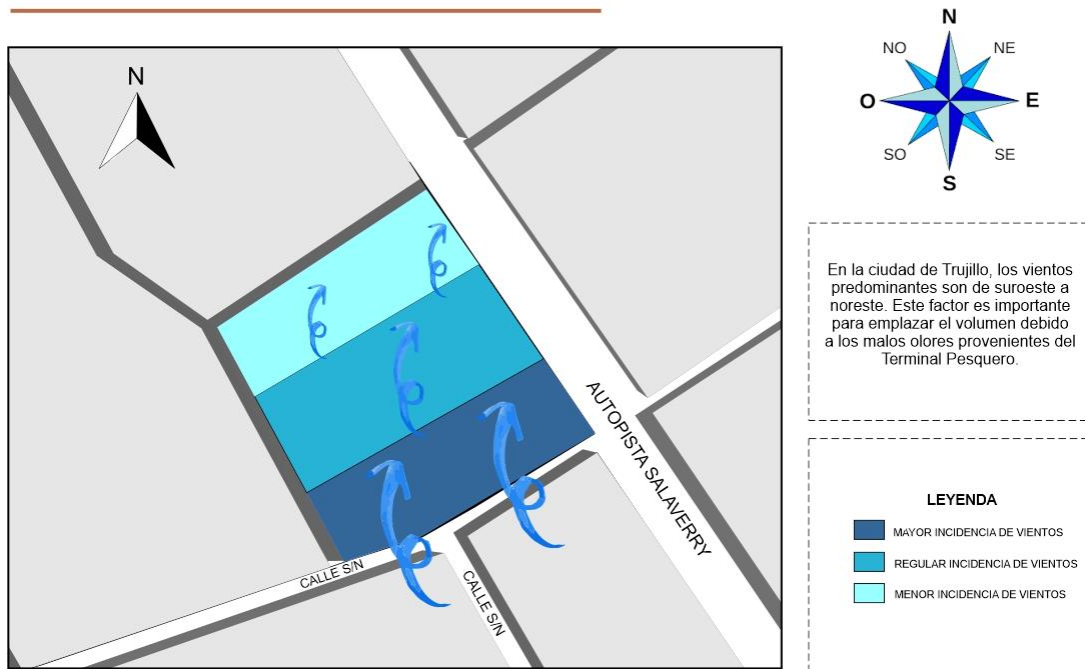 N
N
NO
NE
O
E
SO
SE
S
En la ciudad de Trujillo, los vientos
predominantes son de suroeste a
noreste. Este factor es importante
para emplazar el volumen debido
a los malos olores provenientes del
Terminal Pesquero.
AUTOPISTA SALAVERRY
CALLE S/N
CALLE S/N
LEYENDA
MAYOR INCIDENCIA DE VIENTOS
REGULAR INCIDENCIA DE VIENTOS
MENOR INCIDENCIA DE VIENTOS